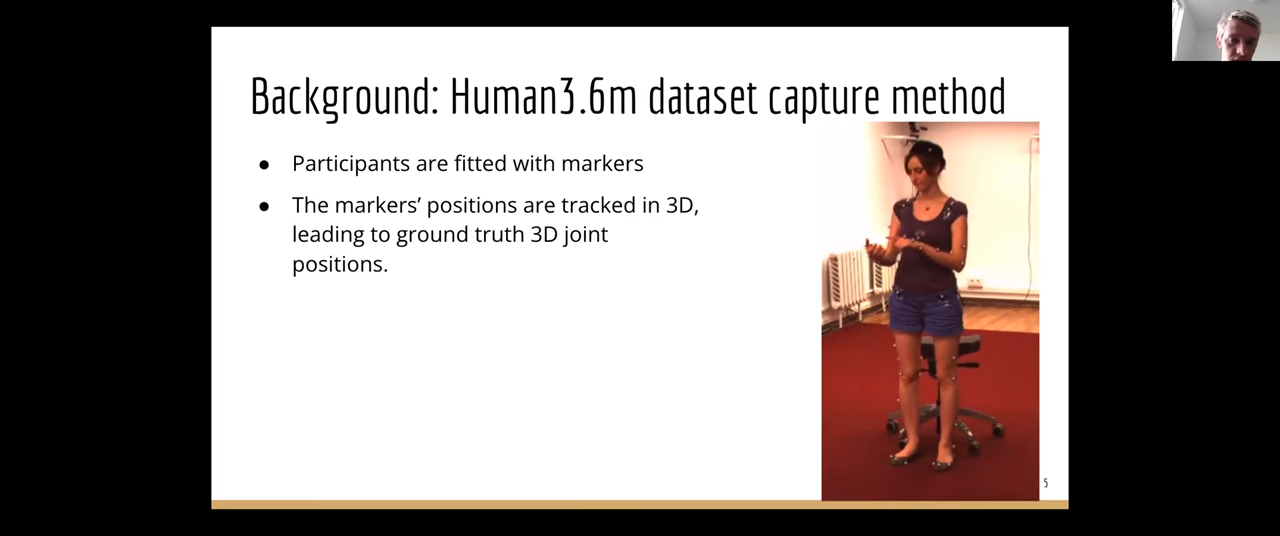 Background: Human3.6m dataset capture method
● Participants are fitted with markers
● The markers’ positions are tracked in 3D,
leading to ground truth 3D joint
positions.
5